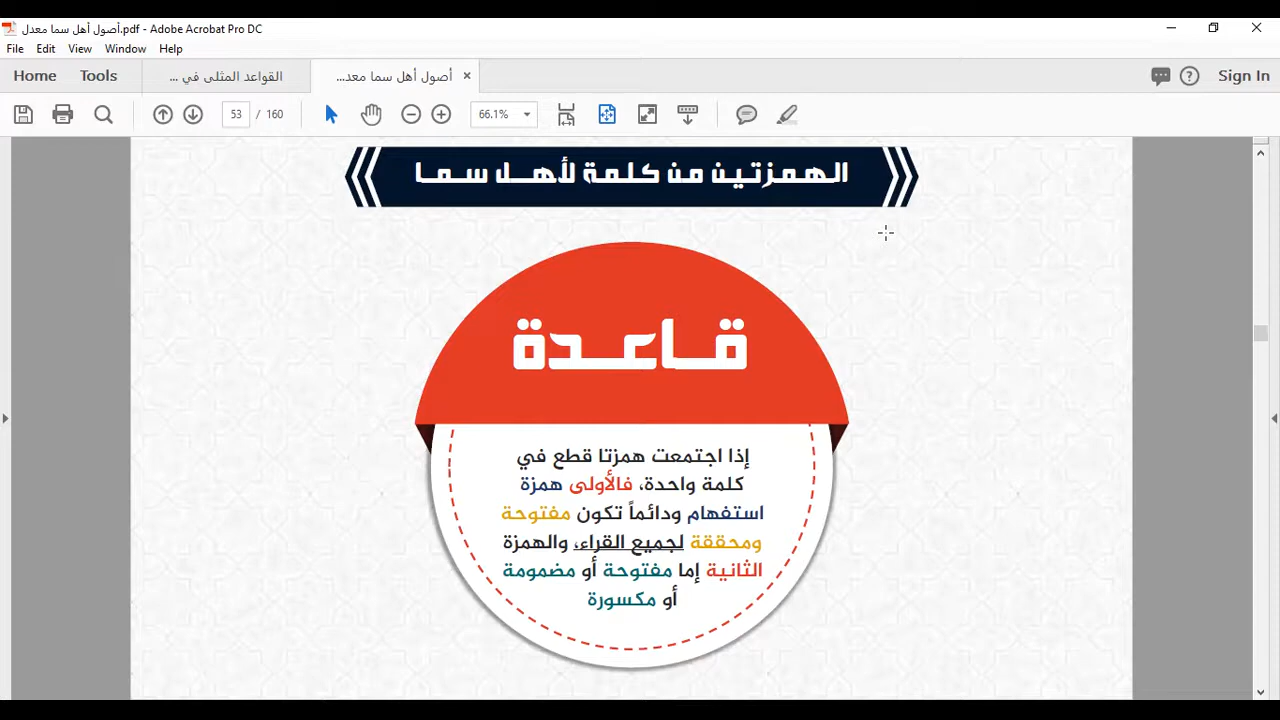 أصول أهل سما معدل.pdf - Adobe Acrobat Pro DC
File Edit View Window Help
Home Tools القواعد المثلى في ... أصول أهل سما معد... × Sign In
53 / 160 66.1%
الهمزتين من كلمة لأهل سما
قاعدة
إذا اجتمعت همزتا قطع في
كلمة واحدة، فالأولى همزة
استفهام ودائماً تكون مفتوحة
ومحققة لجميع القراء، والهمزة
الثانية إما مفتوحة أو مضمومة
أو مكسورة